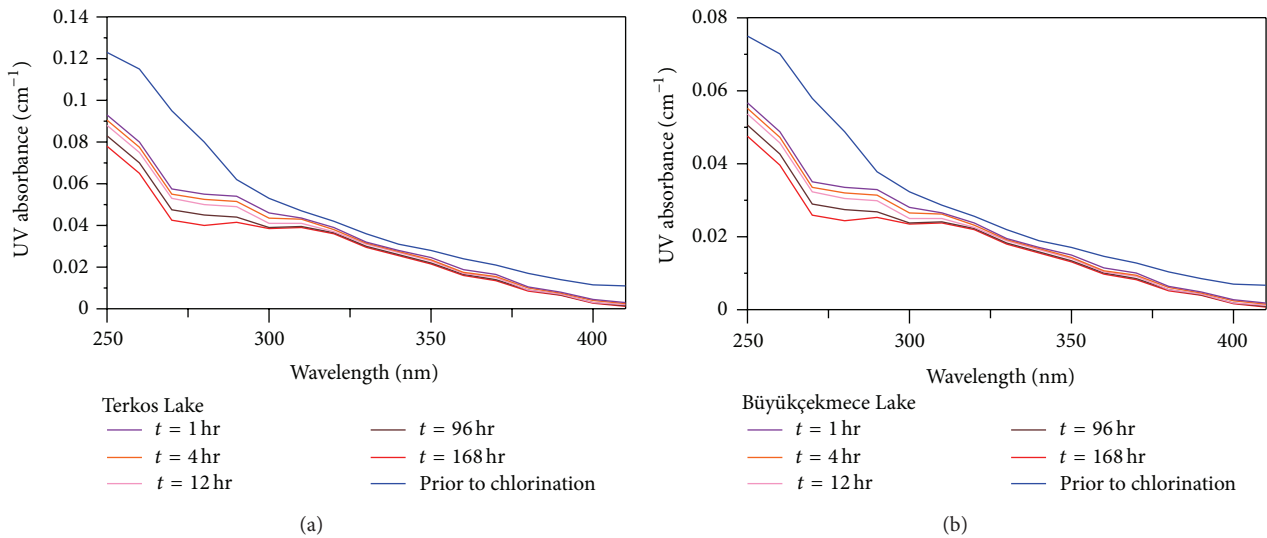 0.14
0.12
0.1
0.08
0.06
0.04
0.02
0
UV absorbance (cm⁻¹)
250
300
350
400
Wavelength (nm)
Terkos Lake
t = 1 hr
t = 4 hr
t = 12 hr
t = 96 hr
t = 168 hr
Prior to chlorination
(a)
0.08
0.06
0.04
0.02
0
UV absorbance (cm⁻¹)
250
300
350
400
Wavelength (nm)
Büyükçekmece Lake
t = 1 hr
t = 4 hr
t = 12 hr
t = 96 hr
t = 168 hr
Prior to chlorination
(b)